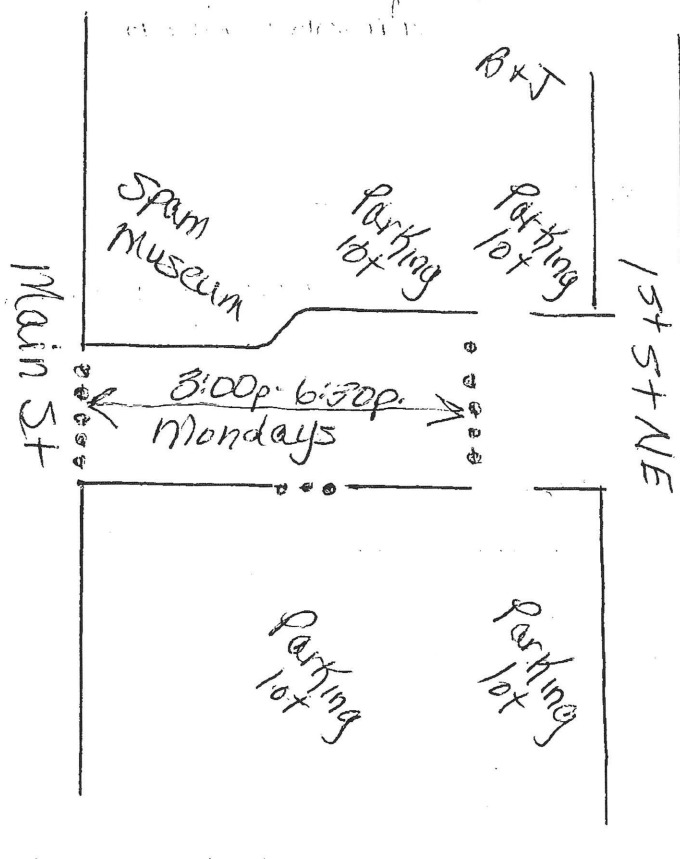 B & J
Spam
Museum
Parking
lot
Parking
lot
Main St
1st St NE
3:00p- 6:30p.
Mondays
Parking
lot
Parking
lot